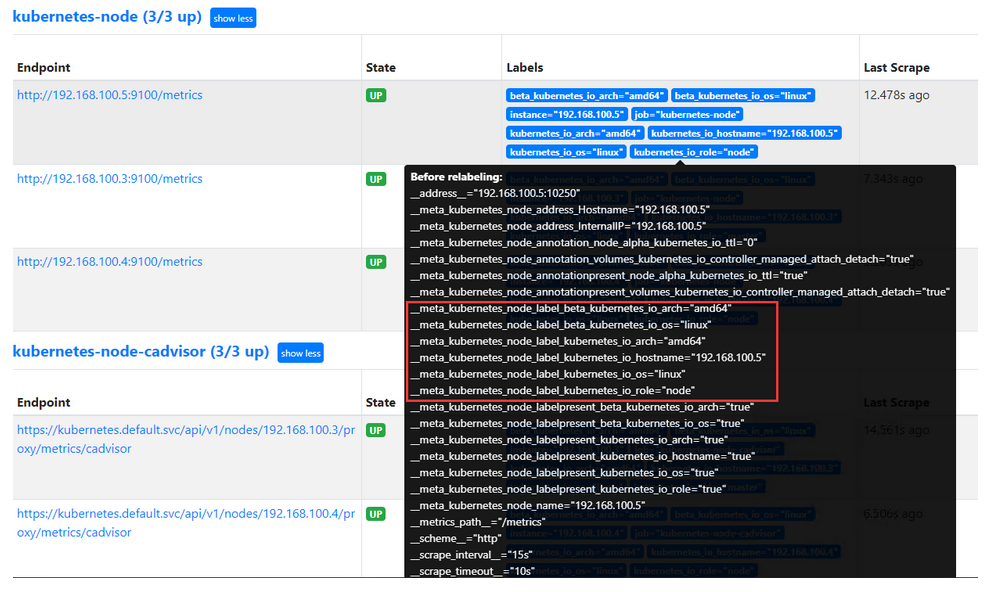 kubernetes-node (3/3 up) show less
Endpoint State Labels Last Scrape
http://192.168.100.5:9100/metrics UP beta_kubernetes_io_arch="amd64" beta_kubernetes_io_os="linux" 12.478s ago
instance="192.168.100.5" job="kubernetes-node"
kubernetes_io_arch="amd64" kubernetes_io_hostname="192.168.100.5"
kubernetes_io_os="linux" kubernetes_io_role="node"
http://192.168.100.3:9100/metrics UP 7.343s ago
http://192.168.100.4:9100/metrics UP
Before relabeling:
__address__="192.168.100.5:10250"
__meta_kubernetes_node_address_Hostname="192.168.100.5"
__meta_kubernetes_node_address_InternalIP="192.168.100.5"
__meta_kubernetes_node_annotation_node_alpha_kubernetes_io_ttl="0"
__meta_kubernetes_node_annotation_volumes_kubernetes_io_controller_managed_attach_detach="true"
__meta_kubernetes_node_annotationpresent_node_alpha_kubernetes_io_ttl="true"
__meta_kubernetes_node_annotationpresent_volumes_kubernetes_io_controller_managed_attach_detach="true"
__meta_kubernetes_node_label_beta_kubernetes_io_arch="amd64"
__meta_kubernetes_node_label_beta_kubernetes_io_os="linux"
__meta_kubernetes_node_label_kubernetes_io_arch="amd64"
__meta_kubernetes_node_label_kubernetes_io_hostname="192.168.100.5"
__meta_kubernetes_node_label_kubernetes_io_os="linux"
__meta_kubernetes_node_label_kubernetes_io_role="node"
__meta_kubernetes_node_labelpresent_beta_kubernetes_io_arch="true"
__meta_kubernetes_node_labelpresent_beta_kubernetes_io_os="true"
__meta_kubernetes_node_labelpresent_kubernetes_io_arch="true"
__meta_kubernetes_node_labelpresent_kubernetes_io_hostname="true"
__meta_kubernetes_node_labelpresent_kubernetes_io_os="true"
__meta_kubernetes_node_labelpresent_kubernetes_io_role="true"
__meta_kubernetes_node_name="192.168.100.5"
__metrics_path__="/metrics"
__scheme__="http"
__scrape_interval__="15s"
__scrape_timeout__="10s"
kubernetes-node-cadvisor (3/3 up) show less
Endpoint State Last Scrape
https://kubernetes.default.svc/api/v1/nodes/192.168.100.3/pr UP 14.561s ago
oxy/metrics/cadvisor
https://kubernetes.default.svc/api/v1/nodes/192.168.100.4/pr UP 6.506s ago
oxy/metrics/cadvisor